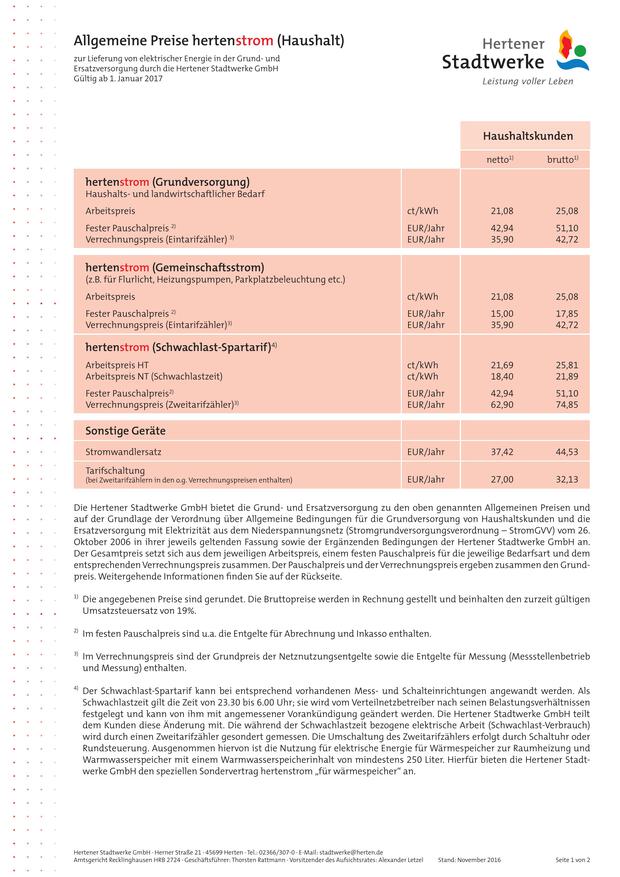 Allgemeine Preise hertenstrom (Haushalt)
zur Lieferung von elektrischer Energie in der Grund- und
Ersatzversorgung durch die Hertener Stadtwerke GmbH
Gültig ab 1. Januar 2017
Hertener
Stadtwerke
Leistung voller Leben
Haushaltskunden
netto1) brutto1)
hertenstrom (Grundversorgung)
Haushalts- und landwirtschaftlicher Bedarf
Arbeitspreis ct/kWh 21,08 25,08
Fester Pauschalpreis 2) EUR/Jahr 42,94 51,10
Verrechnungspreis (Eintarifzähler) 3) EUR/Jahr 35,90 42,72
hertenstrom (Gemeinschaftsstrom)
(z.B. für Flurlicht, Heizungspumpen, Parkplatzbeleuchtung etc.)
Arbeitspreis ct/kWh 21,08 25,08
Fester Pauschalpreis 2) EUR/Jahr 15,00 17,85
Verrechnungspreis (Eintarifzähler)3) EUR/Jahr 35,90 42,72
hertenstrom (Schwachlast-Spartarif)4)
Arbeitspreis HT ct/kWh 21,69 25,81
Arbeitspreis NT (Schwachlastzeit) ct/kWh 18,40 21,89
Fester Pauschalpreis2) EUR/Jahr 42,94 51,10
Verrechnungspreis (Zweitarifzähler)3) EUR/Jahr 62,90 74,85
Sonstige Geräte
Stromwandlersatz EUR/Jahr 37,42 44,53
Tarifschaltung
(bei Zweitarifzählern in den o.g. Verrechnungspreisen enthalten) EUR/Jahr 27,00 32,13
Die Hertener Stadtwerke GmbH bietet die Grund- und Ersatzversorgung zu den oben genannten Allgemeinen Preisen und
auf der Grundlage der Verordnung über Allgemeine Bedingungen für die Grundversorgung von Haushaltskunden und die
Ersatzversorgung mit Elektrizität aus dem Niederspannungsnetz (Stromgrundversorgungsverordnung – StromGVV) vom 26.
Oktober 2006 in ihrer jeweils geltenden Fassung sowie der Ergänzenden Bedingungen der Hertener Stadtwerke GmbH an.
Der Gesamtpreis setzt sich aus dem jeweiligen Arbeitspreis, einem festen Pauschalpreis für die jeweilige Bedarfsart und dem
entsprechenden Verrechnungspreis zusammen. Der Pauschalpreis und der Verrechnungspreis ergeben zusammen den Grund-
preis. Weitergehende Informationen finden Sie auf der Rückseite.
1) Die angegebenen Preise sind gerundet. Die Bruttopreise werden in Rechnung gestellt und beinhalten den zurzeit gültigen
Umsatzsteuersatz von 19%.
2) Im festen Pauschalpreis sind u.a. die Entgelte für Abrechnung und Inkasso enthalten.
3) Im Verrechnungspreis sind der Grundpreis der Netznutzungsentgelte sowie die Entgelte für Messung (Messstellenbetrieb
und Messung) enthalten.
4) Der Schwachlast-Spartarif kann bei entsprechend vorhandenen Mess- und Schalteinrichtungen angewandt werden. Als
Schwachlastzeit gilt die Zeit von 23.30 bis 6.00 Uhr; sie wird vom Verteilnetzbetreiber nach seinen Belastungsverhältnissen
festgelegt und kann von ihm mit angemessener Vorankündigung geändert werden. Die Hertener Stadtwerke GmbH teilt
dem Kunden diese Änderung mit. Die während der Schwachlastzeit bezogene elektrische Arbeit (Schwachlast-Verbrauch)
wird durch einen Zweitarifzähler gesondert gemessen. Die Umschaltung des Zweitarifzählers erfolgt durch Schaltuhr oder
Rundsteuerung. Ausgenommen hiervon ist die Nutzung für elektrische Energie für Wärmespeicher zur Raumheizung und
Warmwasserspeicher mit einem Warmwasserspeicherinhalt von mindestens 250 Liter. Hierfür bieten die Hertener Stadt-
werke GmbH den speziellen Sondervertrag hertenstrom „für wärmespeicher“ an.
Hertener Stadtwerke GmbH · Herner Straße 21 · 45699 Herten · Tel.: 02366/307-0 · E-Mail: stadtwerke@herten.de
Amtsgericht Recklinghausen HRB 2724 · Geschäftsführer: Thorsten Rattmann · Vorsitzender des Aufsichtsrates: Alexander Letzel Stand: November 2016 Seite 1 von 2